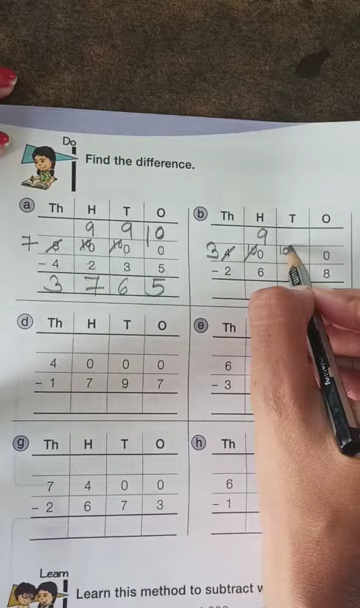 Do
Find the difference.
a Th H T O b Th H T O
9 9 10 9
7 8 10 0 10 0 0 3 4 10 0 10 0
- 4 2 3 5 - 2 6 8
3 7 6 5
d Th H T O e Th
4 0 0 0 6
- 1 7 9 7 - 3
g Th H T O h Th
7 4 0 0 6
- 2 6 7 3 - 1
Learn
Learn this method to subtract